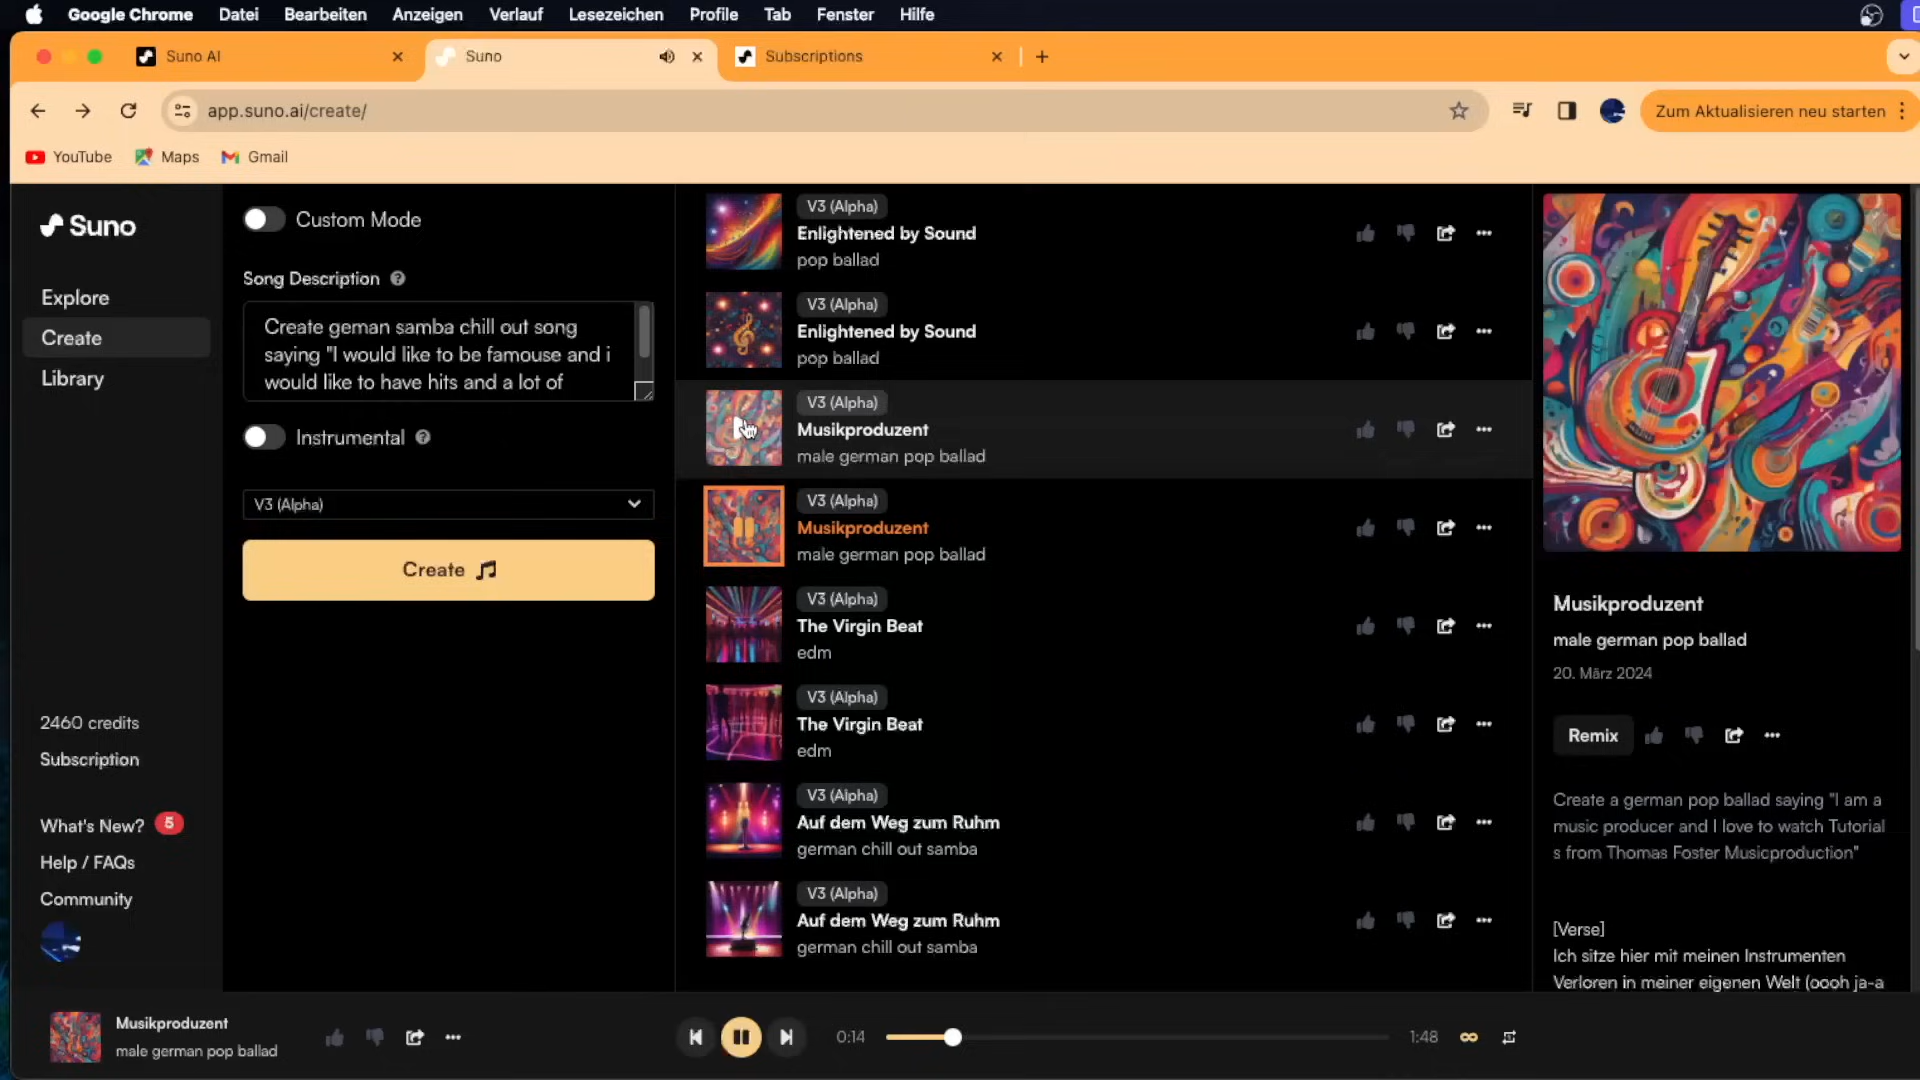 Google Chrome Datei Bearbeiten Anzeigen Verlauf Lesezeichen Profile Tab Fenster Hilfe
Suno AI
Suno
Subscriptions
app.suno.ai/create/
Zum Aktualisieren neu starten
YouTube Maps Gmail
Suno
Explore
Create
Library
2460 credits
Subscription
What's New? 5
Help / FAQs
Community
Custom Mode
Song Description
Create geman samba chill out song
saying "I would like to be famouse and i
would like to have hits and a lot of
Instrumental
V3 (Alpha)
Create
V3 (Alpha)
Enlightened by Sound
pop ballad
V3 (Alpha)
Enlightened by Sound
pop ballad
V3 (Alpha)
Musikproduzent
male german pop ballad
V3 (Alpha)
Musikproduzent
male german pop ballad
V3 (Alpha)
The Virgin Beat
edm
V3 (Alpha)
The Virgin Beat
edm
V3 (Alpha)
Auf dem Weg zum Ruhm
german chill out samba
V3 (Alpha)
Auf dem Weg zum Ruhm
german chill out samba
Musikproduzent
male german pop ballad
20. März 2024
Remix
Create a german pop ballad saying "I am a
music producer and I love to watch Tutorial
s from Thomas Foster Musicproduction"
[Verse]
Ich sitze hier mit meinen Instrumenten
Verloren in meiner eigenen Welt (oooh ja-a
Musikproduzent
male german pop ballad
0:14
1:48